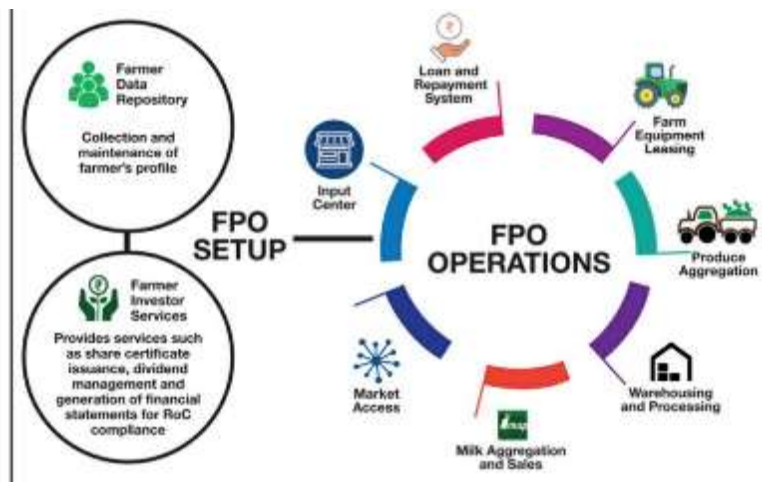 Farmer
Data
Repository
Collection and
maintenance of
farmer's profile
FPO
SETUP
Farmer
Investor
Services
Provides services such
as share certificate
issuance, dividend
management and
generation of financial
statements for RoC
compliance
FPO
OPERATIONS
Loan and
Repayment
System
Farm
Equipment
Leasing
Produce
Aggregation
Warehousing
and Processing
Milk Aggregation
and Sales
Market
Access
Input
Center